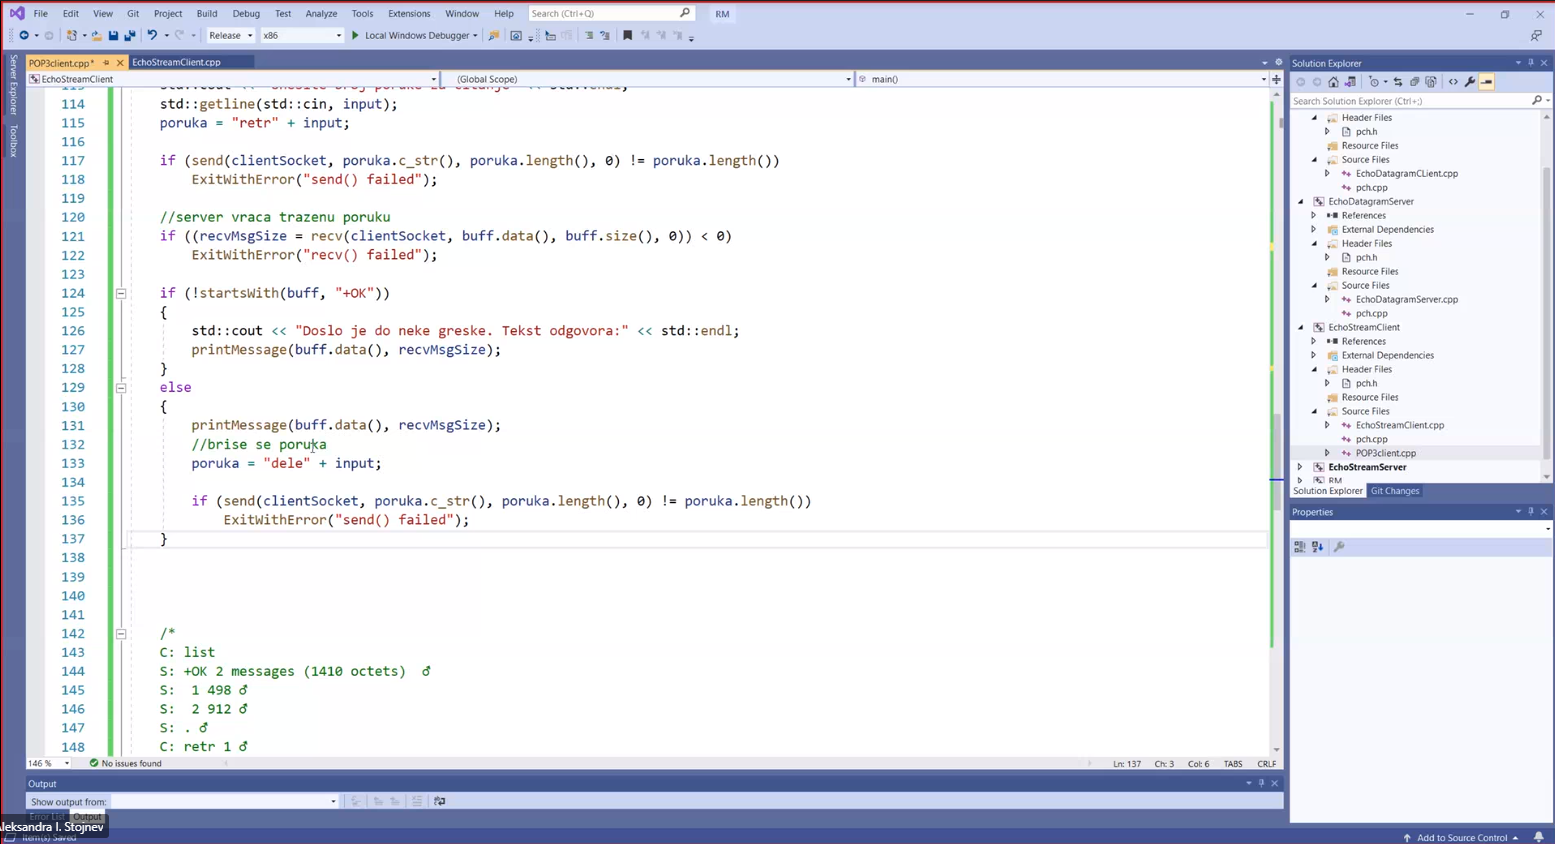 File Edit View Git Project Build Debug Test Analyze Tools Extensions Window Help Search (Ctrl+Q) RM
Release x86 Local Windows Debugger
Server Explorer
Toolbox
POP3client.cpp* EchoStreamClient.cpp
EchoStreamClient (Global Scope) main()
114 std::getline(std::cin, input);
115 poruka = "retr" + input;
116
117 if (send(clientSocket, poruka.c_str(), poruka.length(), 0) != poruka.length())
118 ExitWithError("send() failed");
119
120 //server vraca trazenu poruku
121 if ((recvMsgSize = recv(clientSocket, buff.data(), buff.size(), 0)) < 0)
122 ExitWithError("recv() failed");
123
124 if (!startsWith(buff, "+OK"))
125 {
126 std::cout << "Doslo je do neke greske. Tekst odgovora:" << std::endl;
127 printMessage(buff.data(), recvMsgSize);
128 }
129 else
130 {
131 printMessage(buff.data(), recvMsgSize);
132 //brise se poruka
133 poruka = "dele" + input;
134
135 if (send(clientSocket, poruka.c_str(), poruka.length(), 0) != poruka.length())
136 ExitWithError("send() failed");
137 }
138
139
140
141
142 /*
143 C: list
144 S: +OK 2 messages (1410 octets) ♂
145 S: 1 498 ♂
146 S: 2 912 ♂
147 S: . ♂
148 C: retr 1 ♂
146 % No issues found Ln: 137 Ch: 3 Col: 6 TABS CRLF
Output
Show output from:
Error List Output
Aleksandra I. Stojnev
Item(s) Saved
Add to Source Control
Solution Explorer
Search Solution Explorer (Ctrl+;)
Header Files
pch.h
Resource Files
Source Files
EchoDatagramCLient.cpp
pch.cpp
EchoDatagramServer
References
External Dependencies
Header Files
pch.h
Resource Files
Source Files
EchoDatagramServer.cpp
pch.cpp
EchoStreamClient
References
External Dependencies
Header Files
pch.h
Resource Files
Source Files
EchoStreamClient.cpp
pch.cpp
POP3client.cpp
EchoStreamServer
RM
Solution Explorer Git Changes
Properties